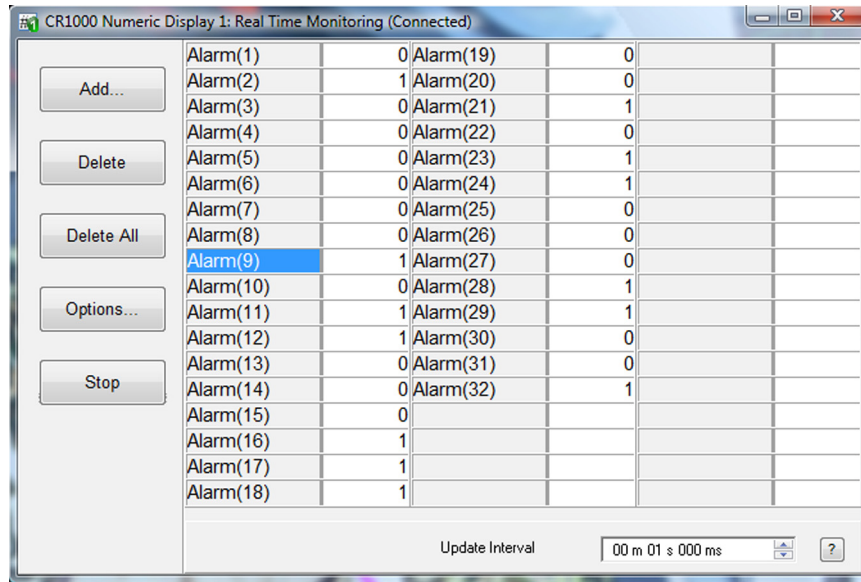 CR1000 Numeric Display 1: Real Time Monitoring (Connected)
Add...
Delete
Delete All
Options...
Stop
Alarm(1) 0 Alarm(19) 0
Alarm(2) 1 Alarm(20) 0
Alarm(3) 0 Alarm(21) 1
Alarm(4) 0 Alarm(22) 0
Alarm(5) 0 Alarm(23) 1
Alarm(6) 0 Alarm(24) 1
Alarm(7) 0 Alarm(25) 0
Alarm(8) 0 Alarm(26) 0
Alarm(9) 1 Alarm(27) 0
Alarm(10) 0 Alarm(28) 1
Alarm(11) 1 Alarm(29) 1
Alarm(12) 1 Alarm(30) 0
Alarm(13) 0 Alarm(31) 0
Alarm(14) 0 Alarm(32) 1
Alarm(15) 0
Alarm(16) 1
Alarm(17) 1
Alarm(18) 1
Update Interval 00 m 01 s 000 ms ?